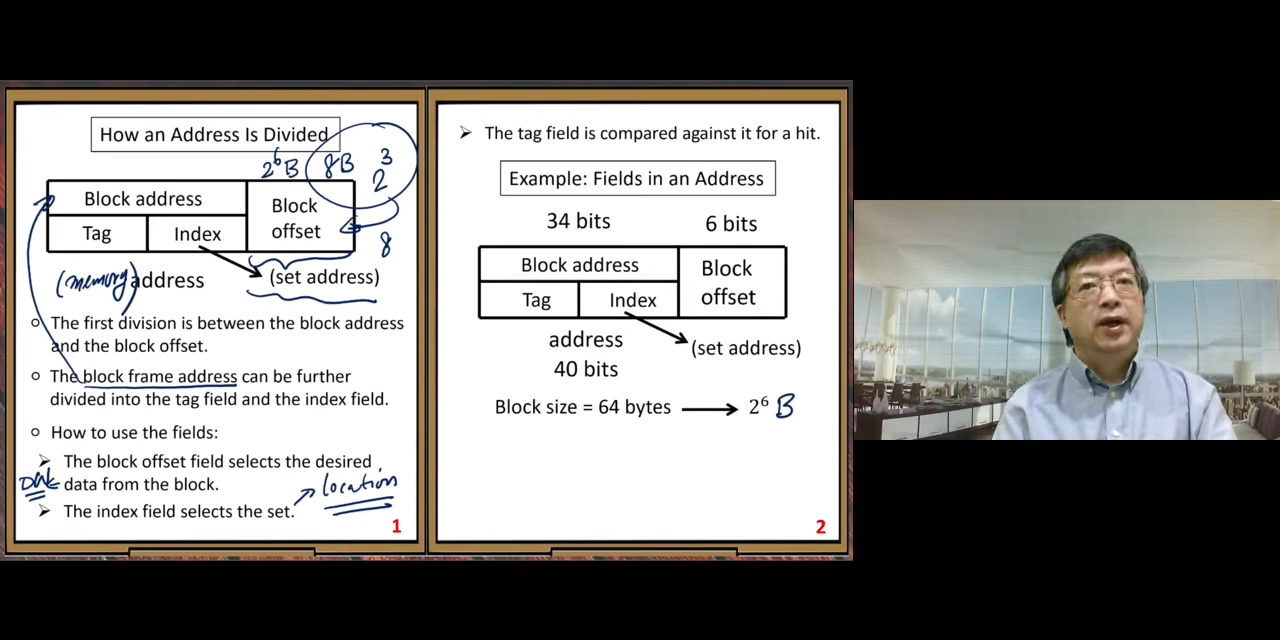 How an Address Is Divided
2⁶B 8B 2³
Block address
Block offset
Tag Index
8
(memory) address
(set address)
o The first division is between the block address
and the block offset.
o The block frame address can be further
divided into the tag field and the index field.
o How to use the fields:
➤ The block offset field selects the desired
data from the block.
location
➤ The index field selects the set.
1
➤ The tag field is compared against it for a hit.
Example: Fields in an Address
34 bits 6 bits
Block address
Block offset
Tag Index
address
(set address)
40 bits
Block size = 64 bytes → 2⁶ B
2